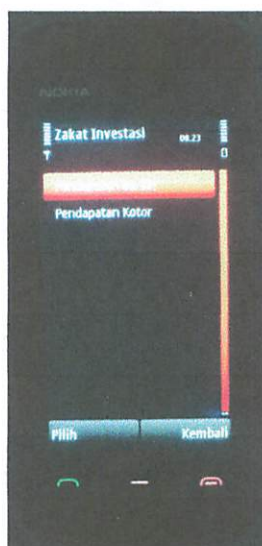 NOKIA
Zakat Investasi 08.23
Pendapatan Kotor
Pilih Kembali